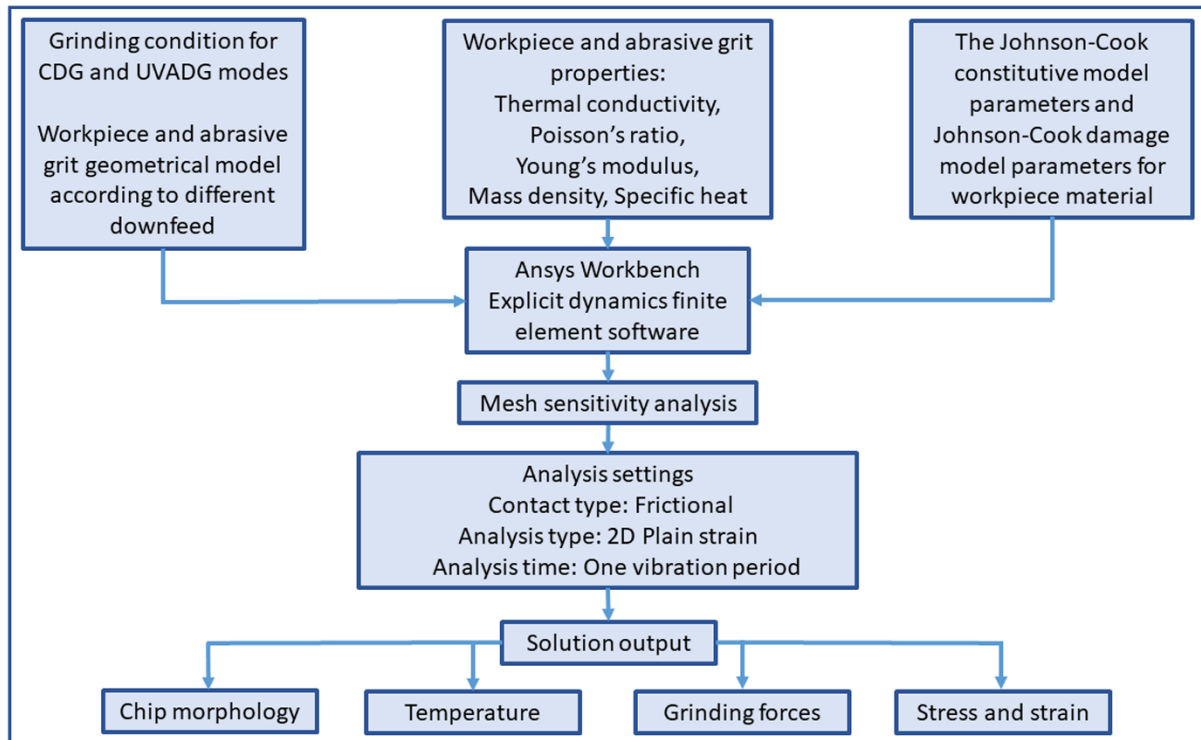 Grinding condition for
CDG and UVADG modes
Workpiece and abrasive
grit geometrical model
according to different
downfeed
Workpiece and abrasive grit
properties:
Thermal conductivity,
Poisson’s ratio,
Young’s modulus,
Mass density, Specific heat
The Johnson-Cook
constitutive model
parameters and
Johnson-Cook damage
model parameters for
workpiece material
Ansys Workbench
Explicit dynamics finite
element software
Mesh sensitivity analysis
Analysis settings
Contact type: Frictional
Analysis type: 2D Plain strain
Analysis time: One vibration period
Solution output
Chip morphology
Temperature
Grinding forces
Stress and strain